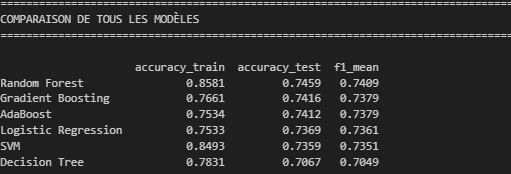 COMPARAISON DE TOUS LES MODÈLES
accuracy_train accuracy_test f1_mean
Random Forest 0.8581 0.7459 0.7409
Gradient Boosting 0.7661 0.7416 0.7379
AdaBoost 0.7534 0.7412 0.7379
Logistic Regression 0.7533 0.7369 0.7361
SVM 0.8493 0.7359 0.7351
Decision Tree 0.7831 0.7067 0.7049